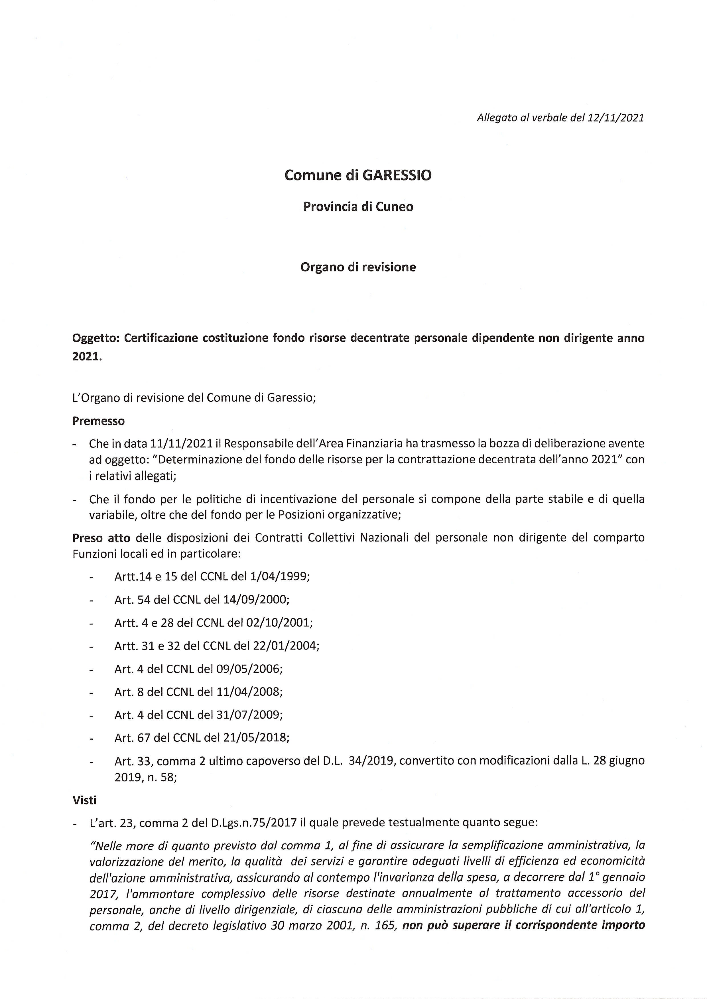 Allegato al verbale del 12/11/2021
Comune di GARESSIO
Provincia di Cuneo
Organo di revisione
Oggetto: Certificazione costituzione fondo risorse decentrate personale dipendente non dirigente anno
2021.
L'Organo di revisione del Comune di Garessio;
Premesso
- Che in data 11/11/2021 il Responsabile dell'Area Finanziaria ha trasmesso la bozza di deliberazione avente
ad oggetto: "Determinazione del fondo delle risorse per la contrattazione decentrata dell'anno 2021" con
i relativi allegati;
- Che il fondo per le politiche di incentivazione del personale si compone della parte stabile e di quella
variabile, oltre che del fondo per le Posizioni organizzative;
Preso atto delle disposizioni dei Contratti Collettivi Nazionali del personale non dirigente del comparto
Funzioni locali ed in particolare:
- Artt.14 e 15 del CCNL del 1/04/1999;
- Art. 54 del CCNL del 14/09/2000;
- Artt. 4 e 28 del CCNL del 02/10/2001;
- Artt. 31 e 32 del CCNL del 22/01/2004;
- Art. 4 del CCNL del 09/05/2006;
- Art. 8 del CCNL del 11/04/2008;
- Art. 4 del CCNL del 31/07/2009;
- Art. 67 del CCNL del 21/05/2018;
- Art. 33, comma 2 ultimo capoverso del D.L. 34/2019, convertito con modificazioni dalla L. 28 giugno
2019, n. 58;
Visti
- L'art. 23, comma 2 del D.Lgs.n.75/2017 il quale prevede testualmente quanto segue:
"Nelle more di quanto previsto dal comma 1, al fine di assicurare la semplificazione amministrativa, la
valorizzazione del merito, la qualità dei servizi e garantire adeguati livelli di efficienza ed economicità
dell'azione amministrativa, assicurando al contempo l'invarianza della spesa, a decorrere dal 1° gennaio
2017, l'ammontare complessivo delle risorse destinate annualmente al trattamento accessorio del
personale, anche di livello dirigenziale, di ciascuna delle amministrazioni pubbliche di cui all'articolo 1,
comma 2, del decreto legislativo 30 marzo 2001, n. 165, non può superare il corrispondente importo